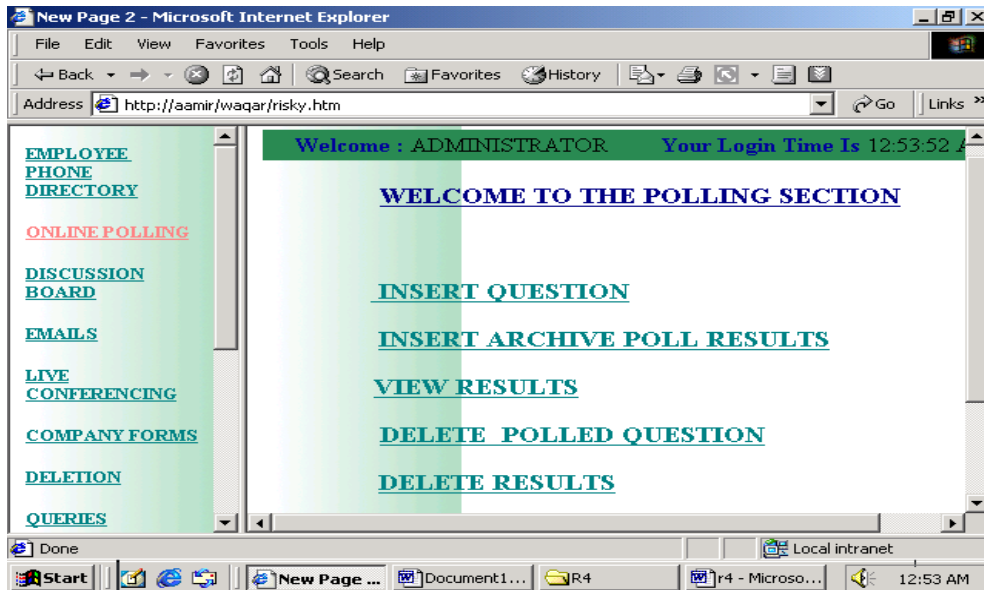 New Page 2 - Microsoft Internet Explorer
File Edit View Favorites Tools Help
Back Search Favorites History
Address http://aamir/waqar/risky.htm Go Links »
EMPLOYEE
PHONE
DIRECTORY
ONLINE POLLING
DISCUSSION
BOARD
EMAILS
LIVE
CONFERENCING
COMPANY FORMS
DELETION
QUERIES
Welcome : ADMINISTRATOR Your Login Time Is 12:53:52 A
WELCOME TO THE POLLING SECTION
INSERT QUESTION
INSERT ARCHIVE POLL RESULTS
VIEW RESULTS
DELETE POLLED QUESTION
DELETE RESULTS
Done Local intranet
Start New Page ... Document1... R4 r4 - Microso... 12:53 AM